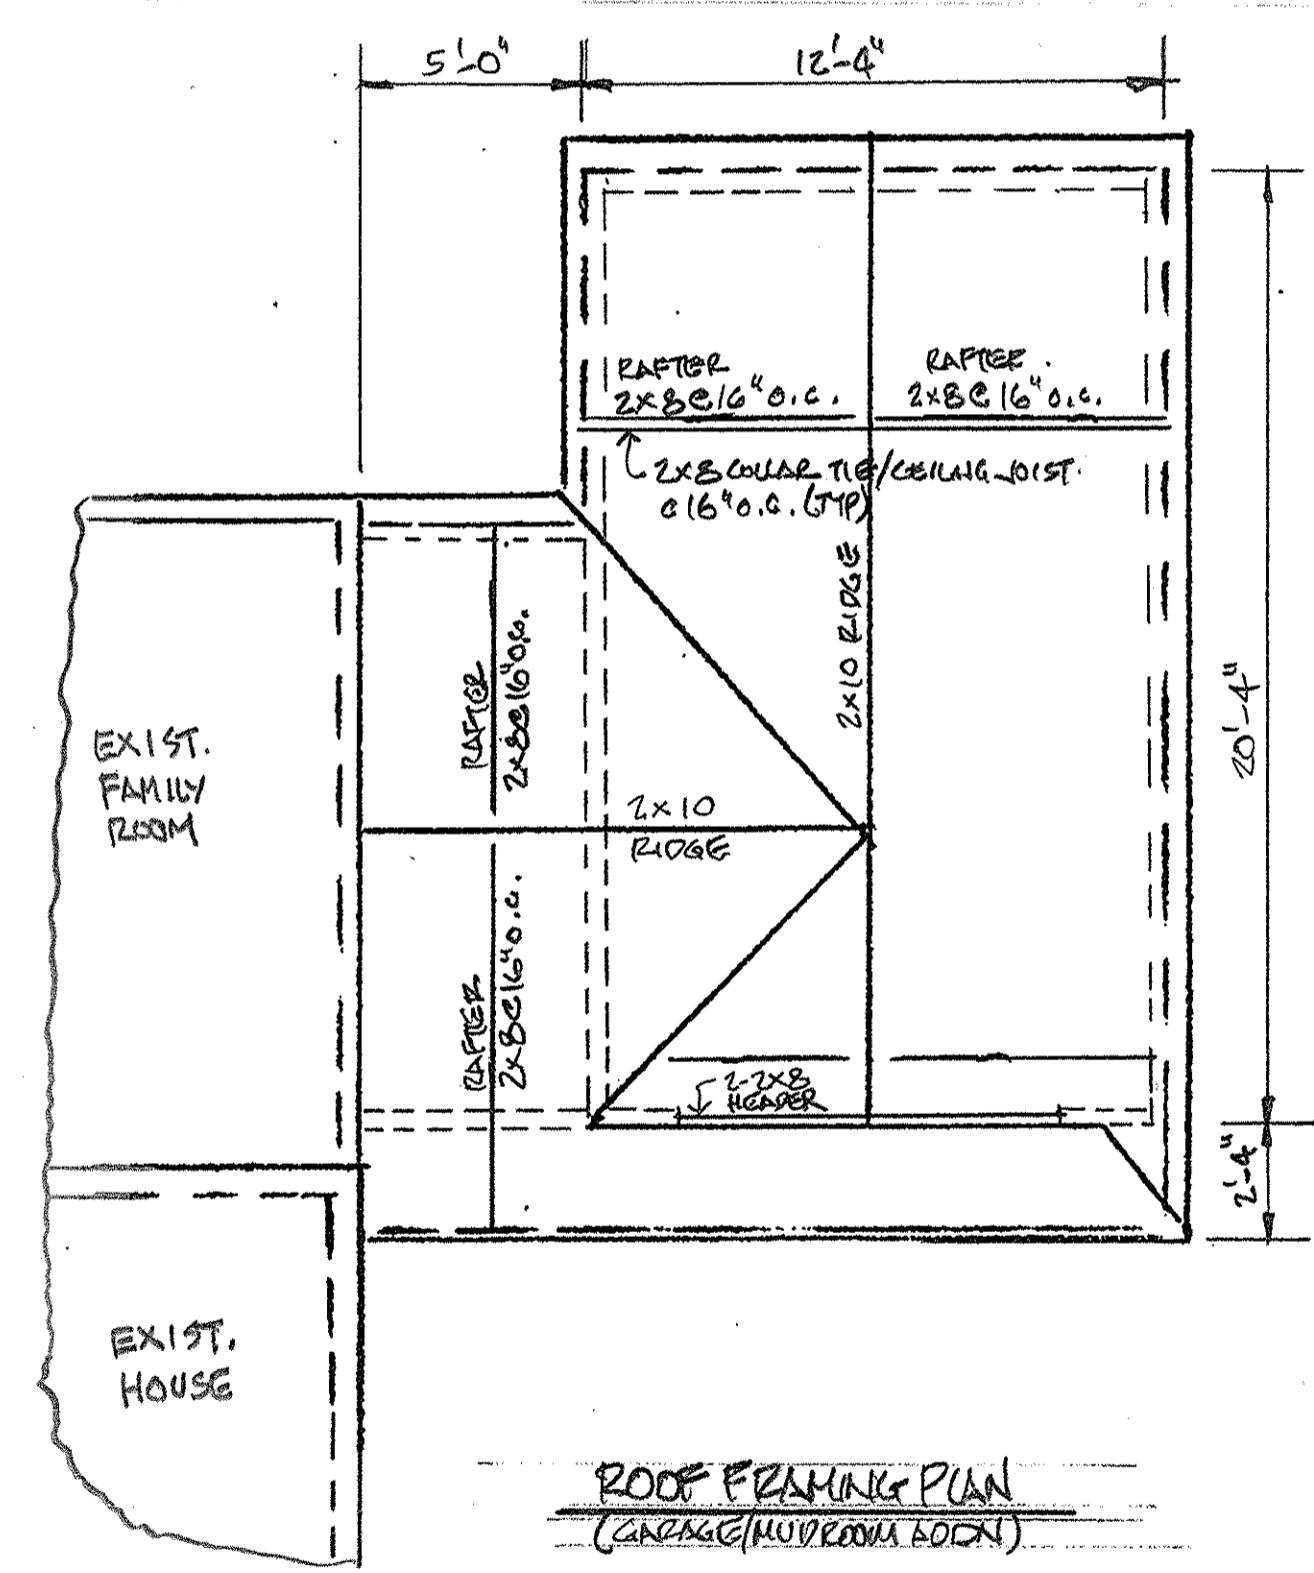 5'-0"
12'-4"
RAFTER
2x8@16"O.C.
RAFTER.
2x8@16"O.C.
2x8 COLLAR TIE/CEILING JOIST.
@16"O.C. (TYP)
2x10 RIDGE
RAFTER
2x8@16"O.C.
EXIST.
FAMILY
ROOM
2x10
RIDGE
20'-4"
RAFTER
2x8@16"O.C.
2-2x8
HEADER
2'-4"
EXIST.
HOUSE
ROOF FRAMING PLAN
(GARAGE/MUDROOM ADDN)